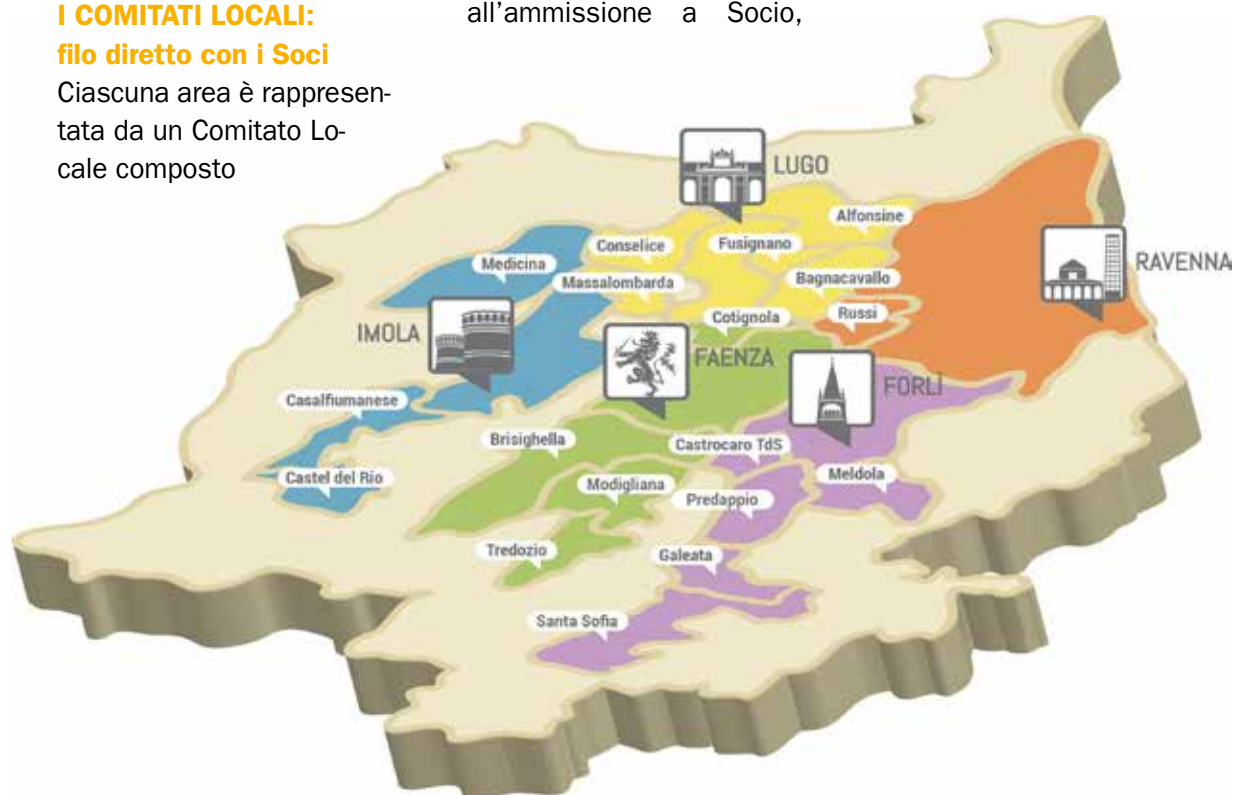 I COMITATI LOCALI:
filo diretto con i Soci
Ciascuna area è rappresen-
tata da un Comitato Lo-
cale composto
all'ammissione a Socio,
LUGO
Alfonsine
Conselice
Fusignano
Medicina
Massalombarda
Bagnacavallo
RAVENNA
Cotignola
Russi
IMOLA
FAENZA
FORLÌ
Casalfiumanese
Brisighella
Castrocaro TdS
Castel del Rio
Modigliana
Meldola
Predappio
Tredozio
Galeata
Santa Sofia